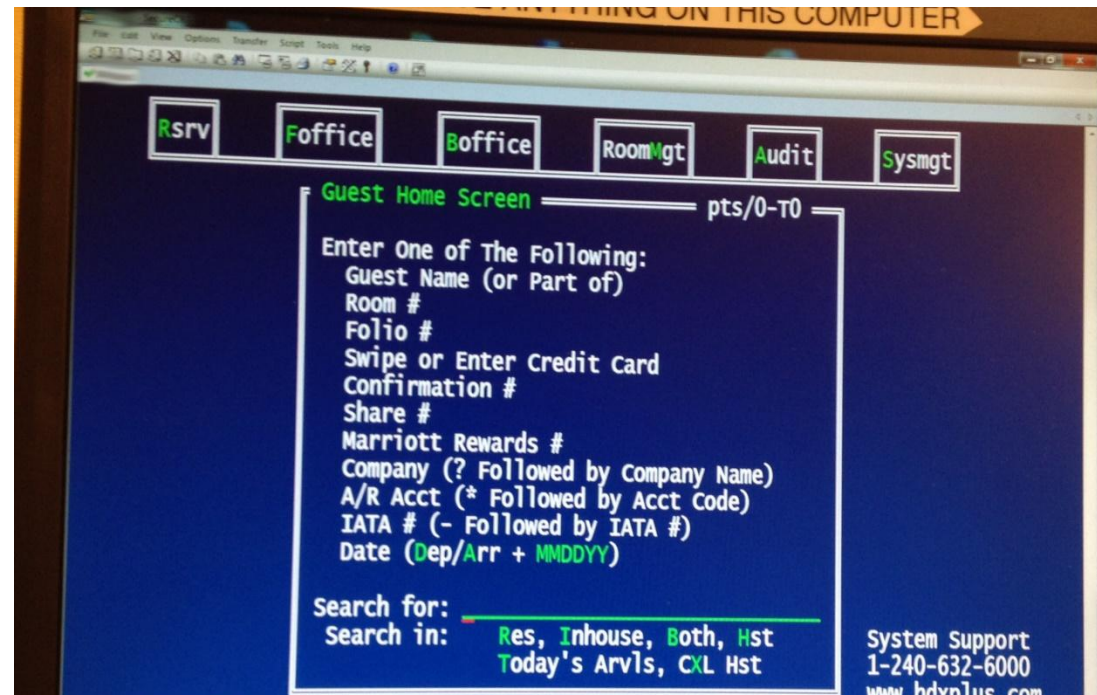 ANYTHING ON THIS COMPUTER
File Edit View Options Transfer Script Tools Help
Rsrv Foffice Boffice RoomMgt Audit Sysmgt
Guest Home Screen pts/0-T0
Enter One of The Following:
Guest Name (or Part of)
Room #
Folio #
Swipe or Enter Credit Card
Confirmation #
Share #
Marriott Rewards #
Company (? Followed by Company Name)
A/R Acct (* Followed by Acct Code)
IATA # (- Followed by IATA #)
Date (Dep/Arr + MMDDYY)
Search for:
Search in: Res, Inhouse, Both, Hst
Today's Arvls, CXL Hst
System Support
1-240-632-6000
www.hdxplus.com